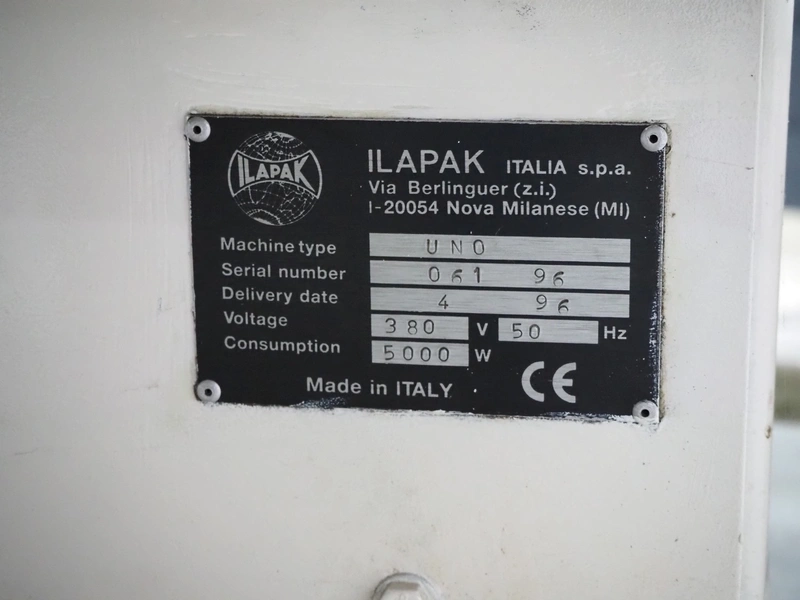 ILAPAK
ILAPAK ITALIA s.p.a.
Via Berlinguer (z.i.)
I-20054 Nova Milanese (MI)
Machine type UNO
Serial number 061 96
Delivery date 4 96
Voltage 380 V 50 Hz
Consumption 5000 W
Made in ITALY . CE